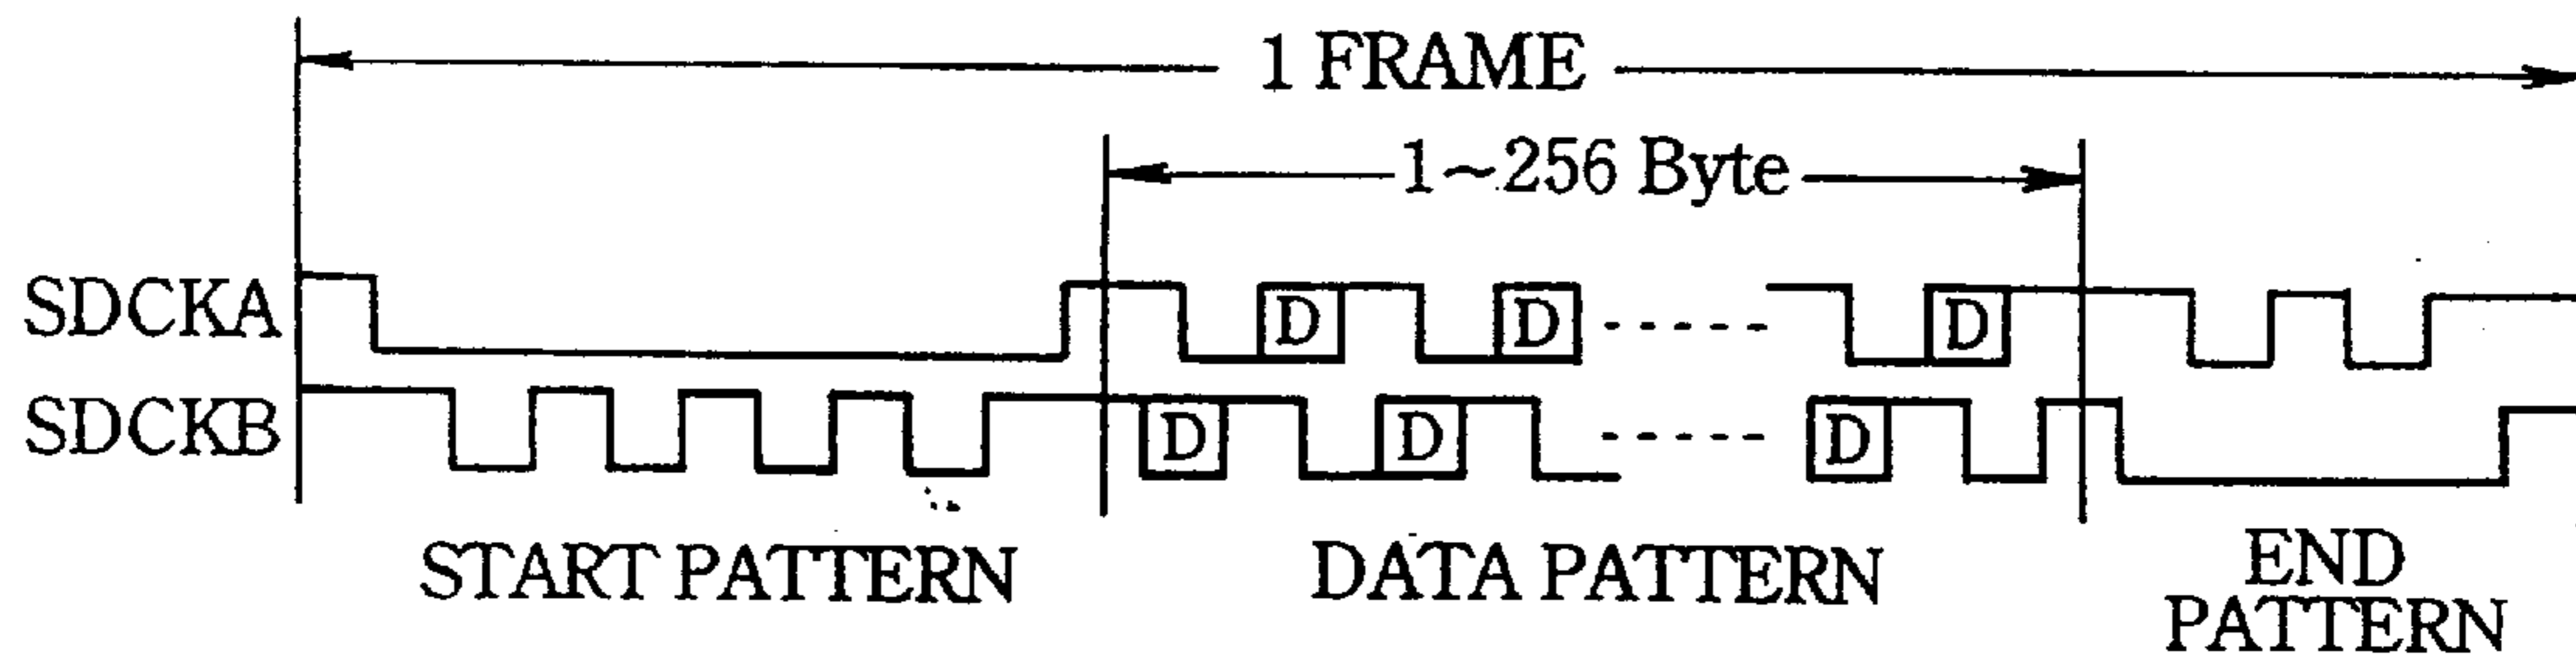 1 FRAME
1~256 Byte
SDCKA D D D
SDCKB D D D
START PATTERN DATA PATTERN END PATTERN